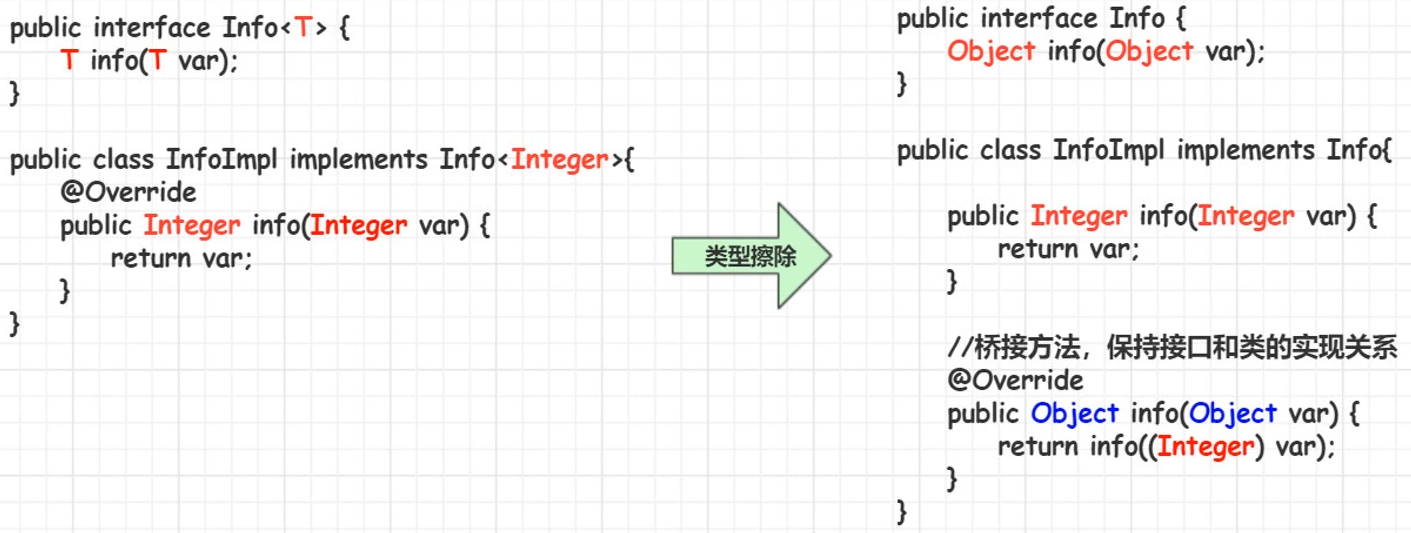 public interface Info<T> {
T info(T var);
}
public class InfoImpl implements Info<Integer>{
@Override
public Integer info(Integer var) {
return var;
}
}
类型擦除
public interface Info {
Object info(Object var);
}
public class InfoImpl implements Info{
public Integer info(Integer var) {
return var;
}
//桥接方法，保持接口和类的实现关系
@Override
public Object info(Object var) {
return info((Integer) var);
}
}